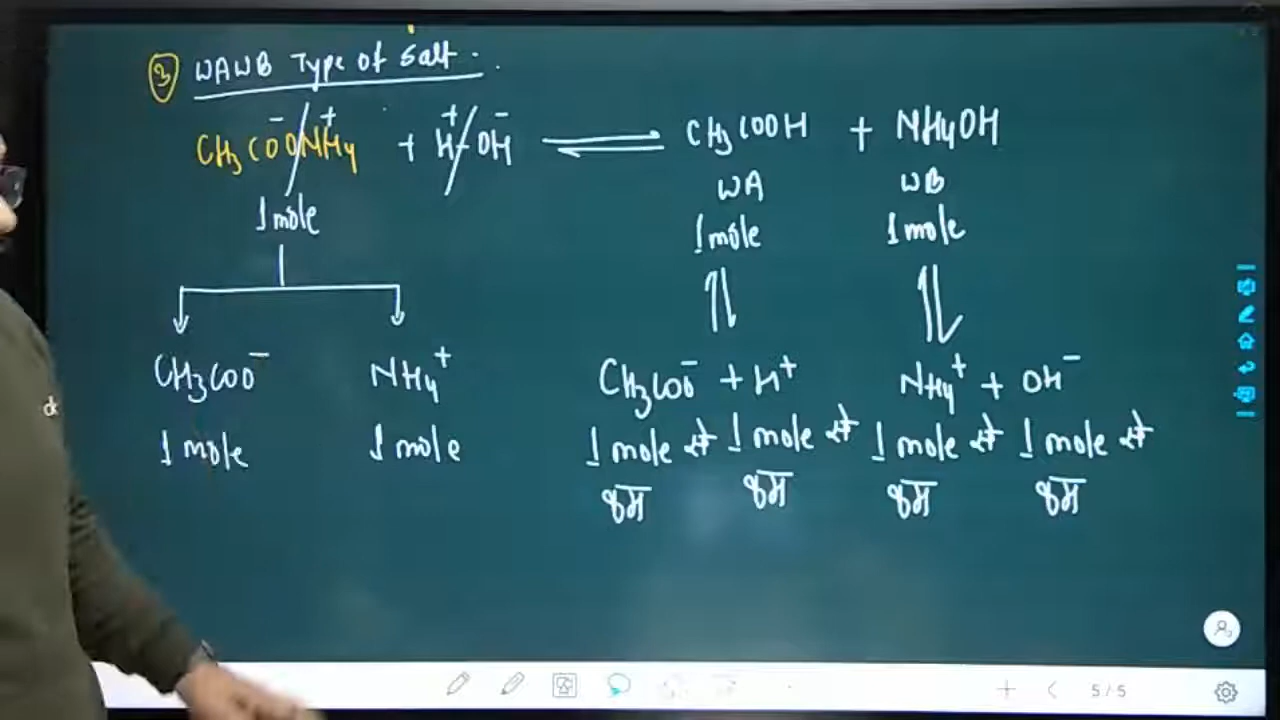 ③ WAWB Type of Salt.
CH3COO⁻NH4⁺ + H⁺-OH⁻ ⇌ CH3COOH + NH4OH
WA WB
1 mole 1 mole 1 mole
CH3COO⁻ NH4⁺ CH3COO⁻ + H⁺ NH4⁺ + OH⁻
1 mole 1 mole 1 mole से 1 mole से 1 mole से 1 mole से
कम कम कम कम
5/5